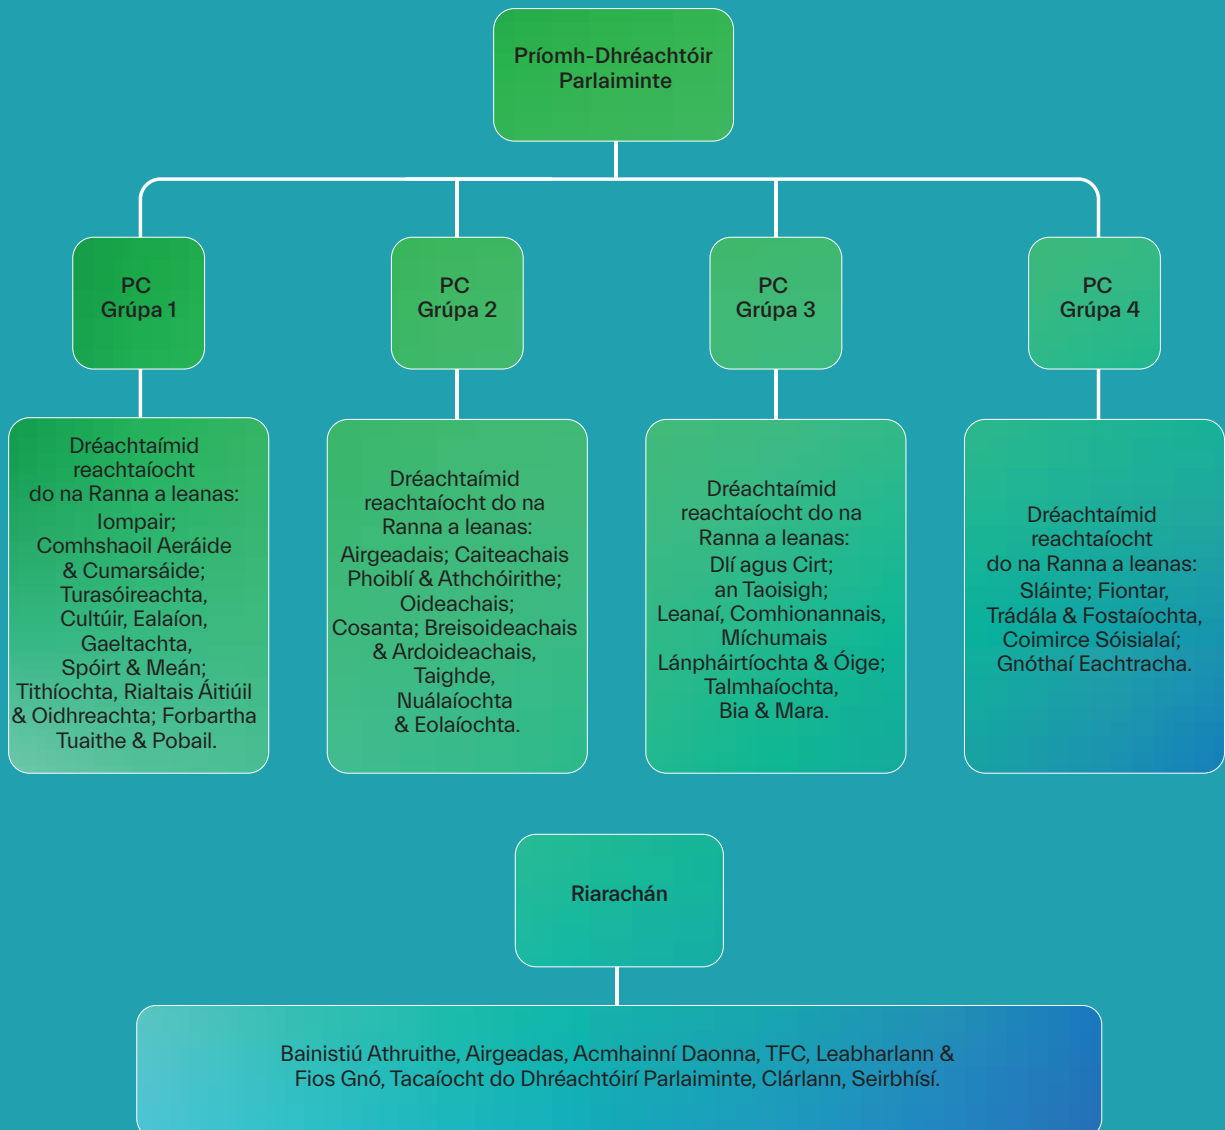 Príomh-Dhréachtóir
Parlaiminte
PC
Grúpa 1
PC
Grúpa 2
PC
Grúpa 3
PC
Grúpa 4
Dréachtaímid
reachtaíocht
do na Ranna a leanas:
Iompair;
Comhshaoil Aeráide
& Cumarsáide;
Turasóireachta,
Cultúir, Ealaíon,
Gaeltachta,
Spóirt & Meán;
Tithíochta, Rialtais Áitiúil
& Oidhreachta; Forbartha
Tuaithe & Pobail.
Dréachtaímid
reachtaíocht do na
Ranna a leanas:
Airgeadais; Caiteachais
Phoiblí & Athchóirithe;
Oideachais;
Cosanta; Breisoideachais
& Ardoideachais,
Taighde,
Nuálaíochta
& Eolaíochta.
Dréachtaímid
reachtaíocht do na
Ranna a leanas:
Dlí agus Cirt;
an Taoisigh;
Leanaí, Comhionannais,
Míchumais
Lánpháirtíochta & Óige;
Talmhaíochta,
Bia & Mara.
Dréachtaímid
reachtaíocht
do na Ranna a leanas:
Sláinte; Fiontar,
Trádála & Fostaíochta,
Coimirce Sóisialaí;
Gnóthaí Eachtracha.
Riarachán
Bainistiú Athruithe, Airgeadas, Acmhainní Daonna, TFC, Leabharlann &
Fios Gnó, Tacaíocht do Dhréachtóirí Parlaiminte, Clárlann, Seirbhísí.